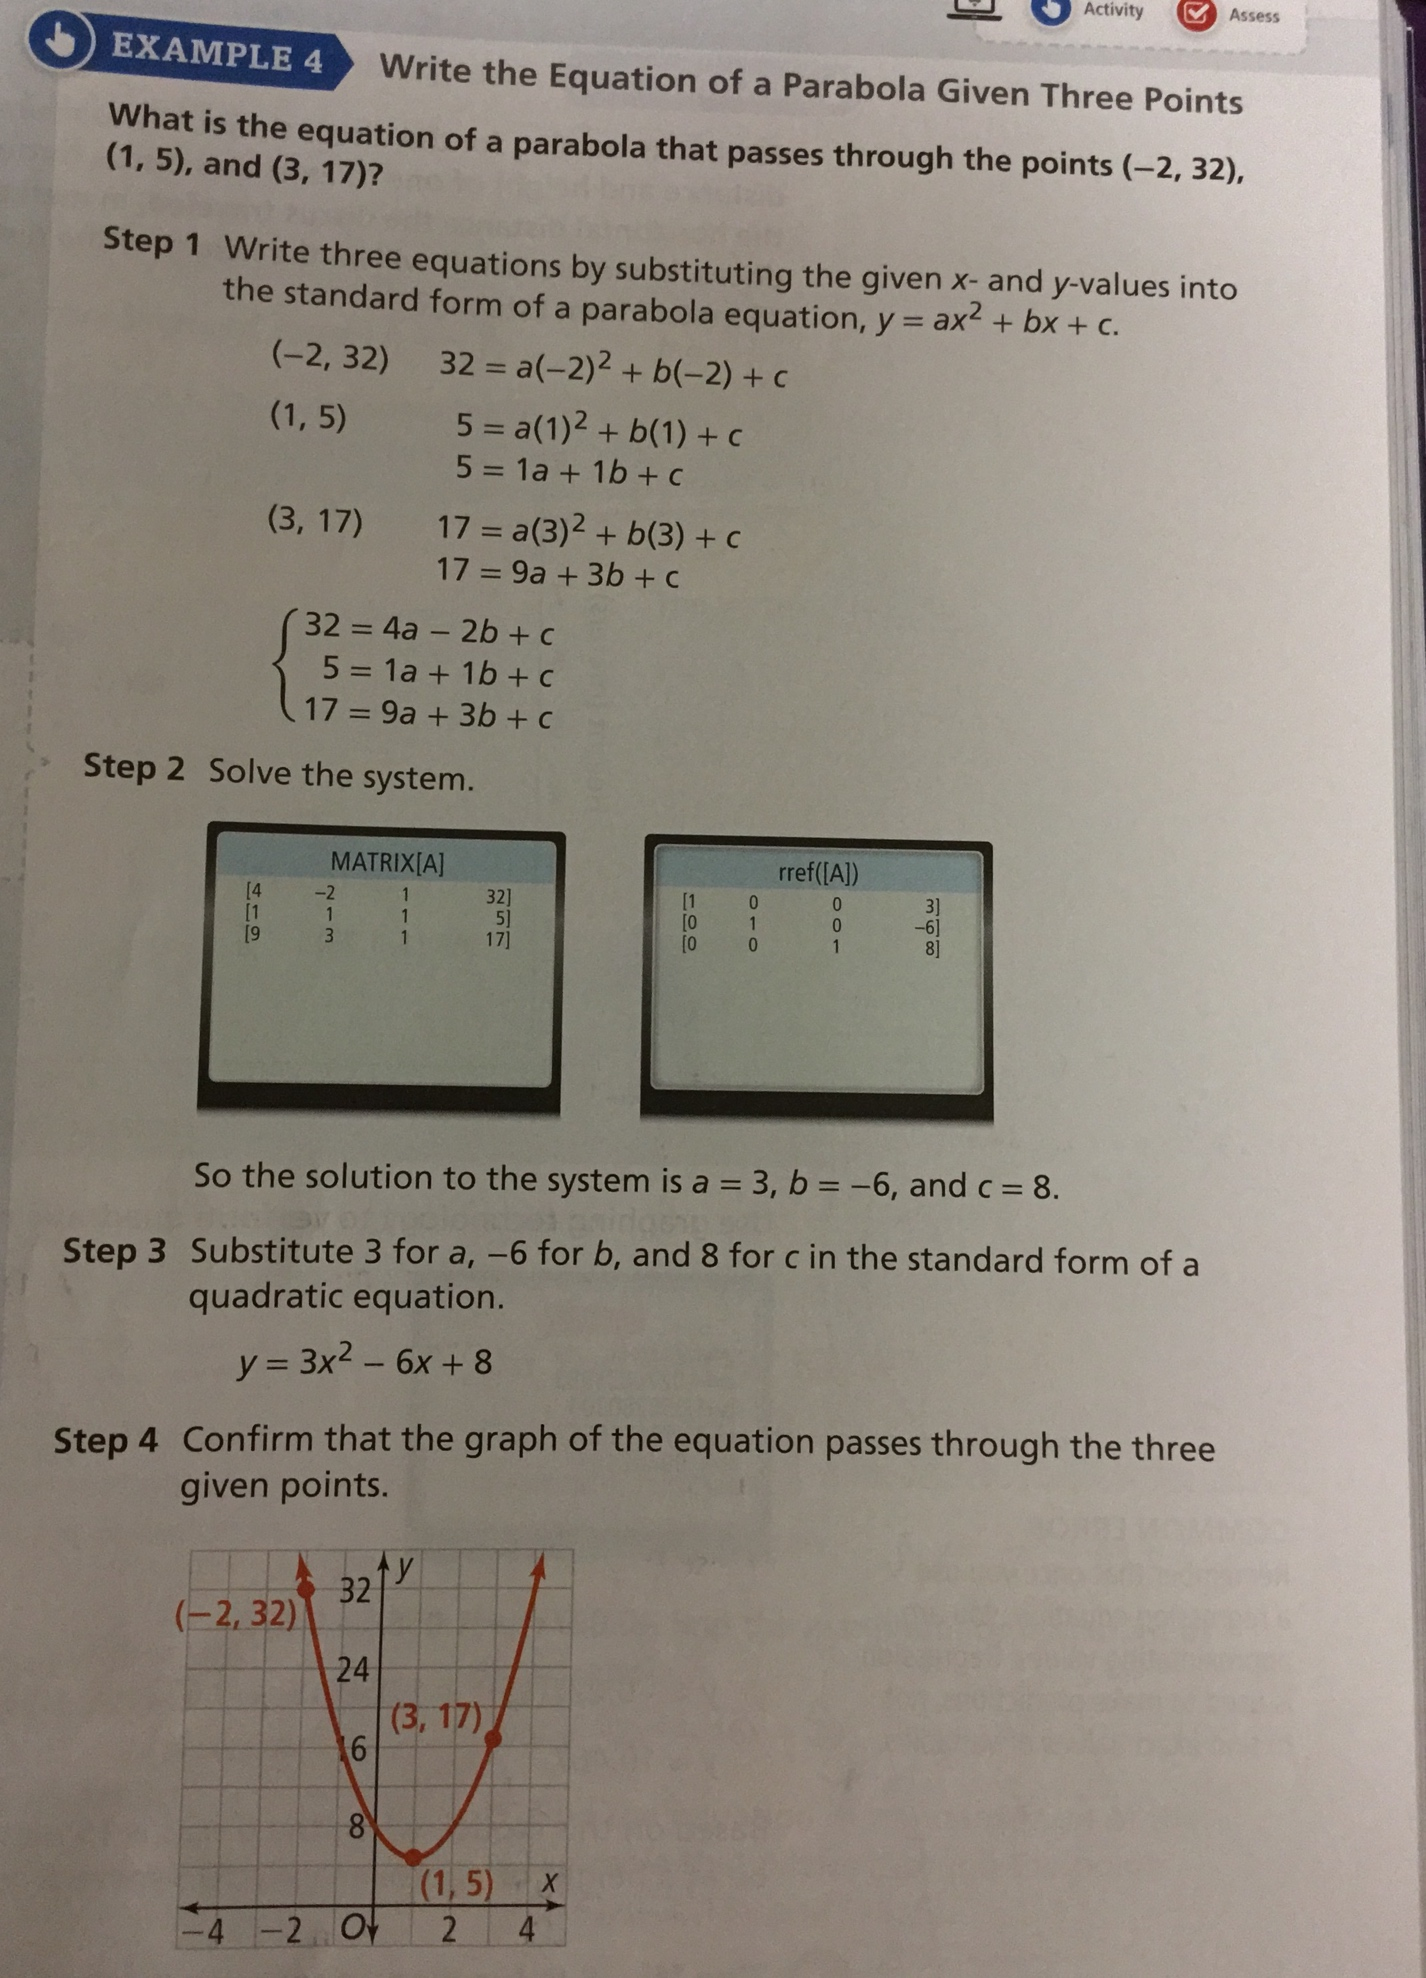 Activity
Assess
EXAMPLE 4 Write the Equation of a Parabola Given Three Points
What is the equation of a parabola that passes through the points (−2, 32),
(1, 5), and (3, 17)?
Step 1 Write three equations by substituting the given x- and y-values into
the standard form of a parabola equation, y = ax² + bx + c.
(−2, 32) 32 = a(−2)² + b(−2) + c
(1, 5) 5 = a(1)² + b(1) + c
5 = 1a + 1b + c
(3, 17) 17 = a(3)² + b(3) + c
17 = 9a + 3b + c
32 = 4a − 2b + c
5 = 1a + 1b + c
17 = 9a + 3b + c
Step 2 Solve the system.
MATRIX[A]
[4 −2 1 32]
[1 1 1 5]
[9 3 1 17]
rref([A])
[1 0 0 3]
[0 1 0 −6]
[0 0 1 8]
So the solution to the system is a = 3, b = −6, and c = 8.
Step 3 Substitute 3 for a, −6 for b, and 8 for c in the standard form of a
quadratic equation.
y = 3x² − 6x + 8
Step 4 Confirm that the graph of the equation passes through the three
given points.
y
32
(−2, 32)
24
(3, 17)
16
8
(1, 5) x
−4 −2 O 2 4